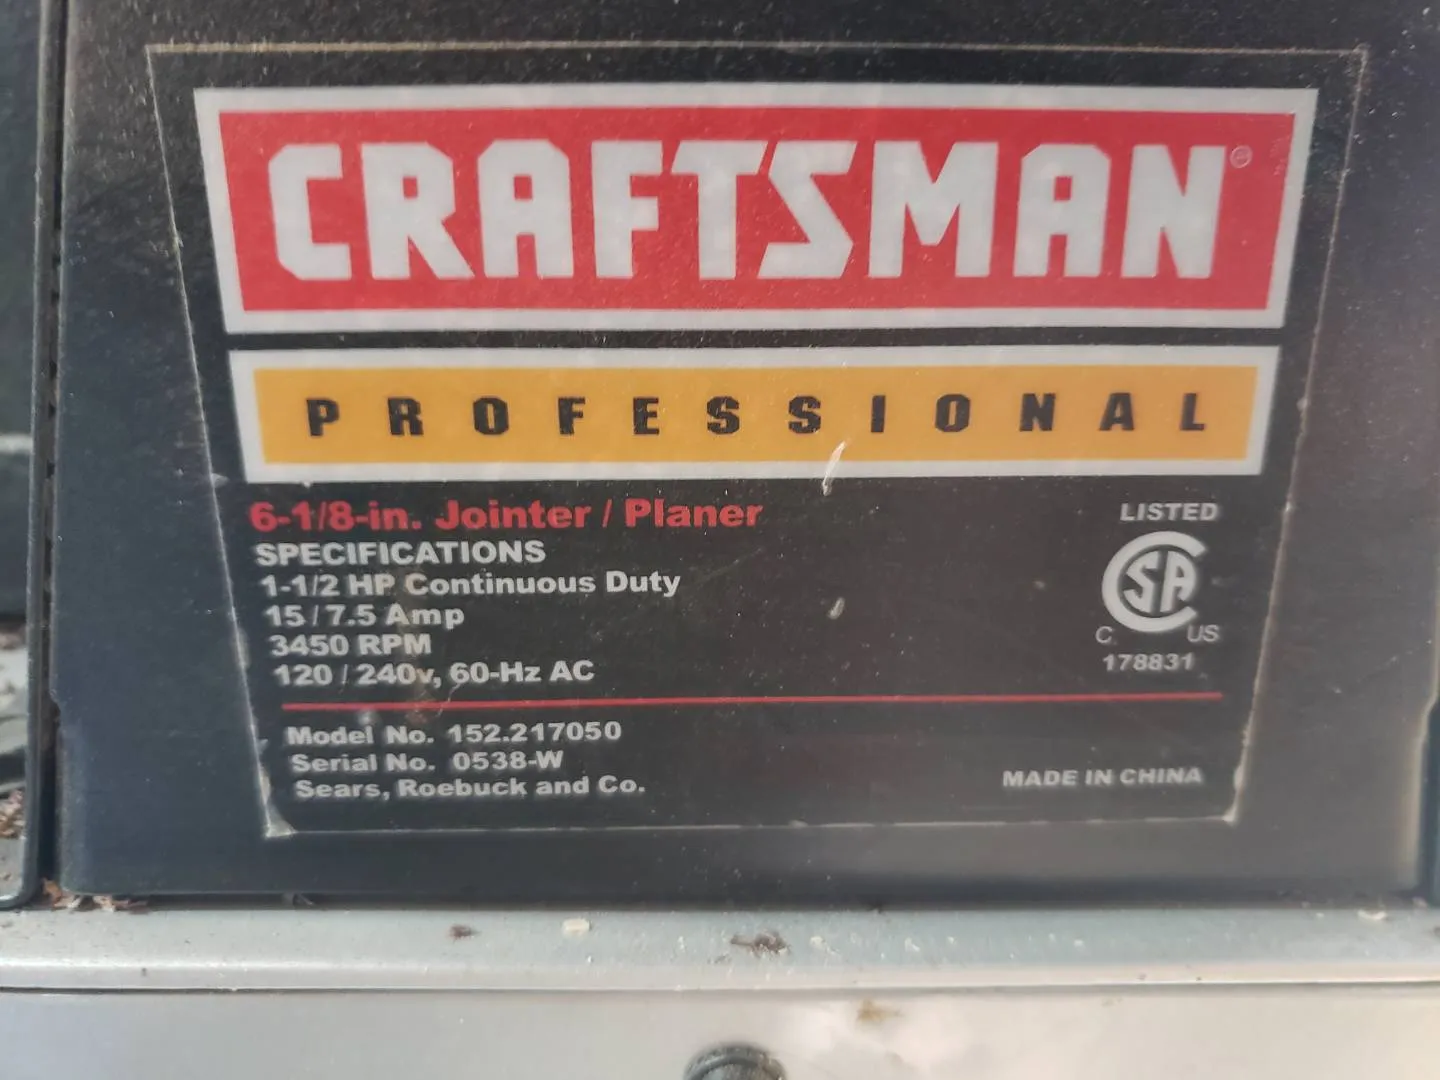 CRAFTSMAN®
PROFESSIONAL
6-1/8-in. Jointer / Planer
SPECIFICATIONS
1-1/2 HP Continuous Duty
15 / 7.5 Amp
3450 RPM
120 / 240v, 60-Hz AC
LISTED
CSA
C US
178831
Model No. 152.217050
Serial No. 0538-W
Sears, Roebuck and Co.
MADE IN CHINA